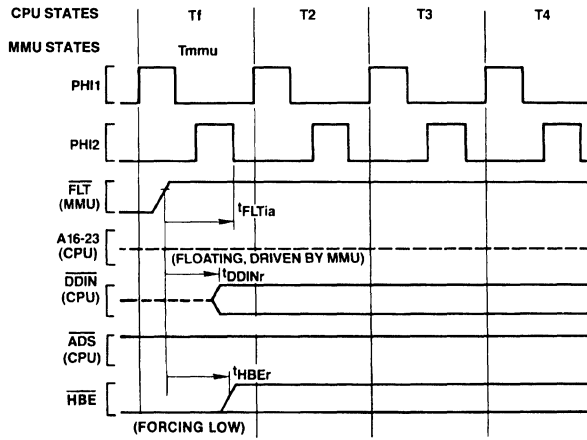 CPU STATES Tf T2 T3 T4
MMU STATES Tmmu
PHI1
PHI2
FLT
(MMU)
tFLTia
A16-23
(CPU)
(FLOATING, DRIVEN BY MMU)
tDDINr
DDIN
(CPU)
ADS
(CPU)
tHBEr
HBE
(FORCING LOW)